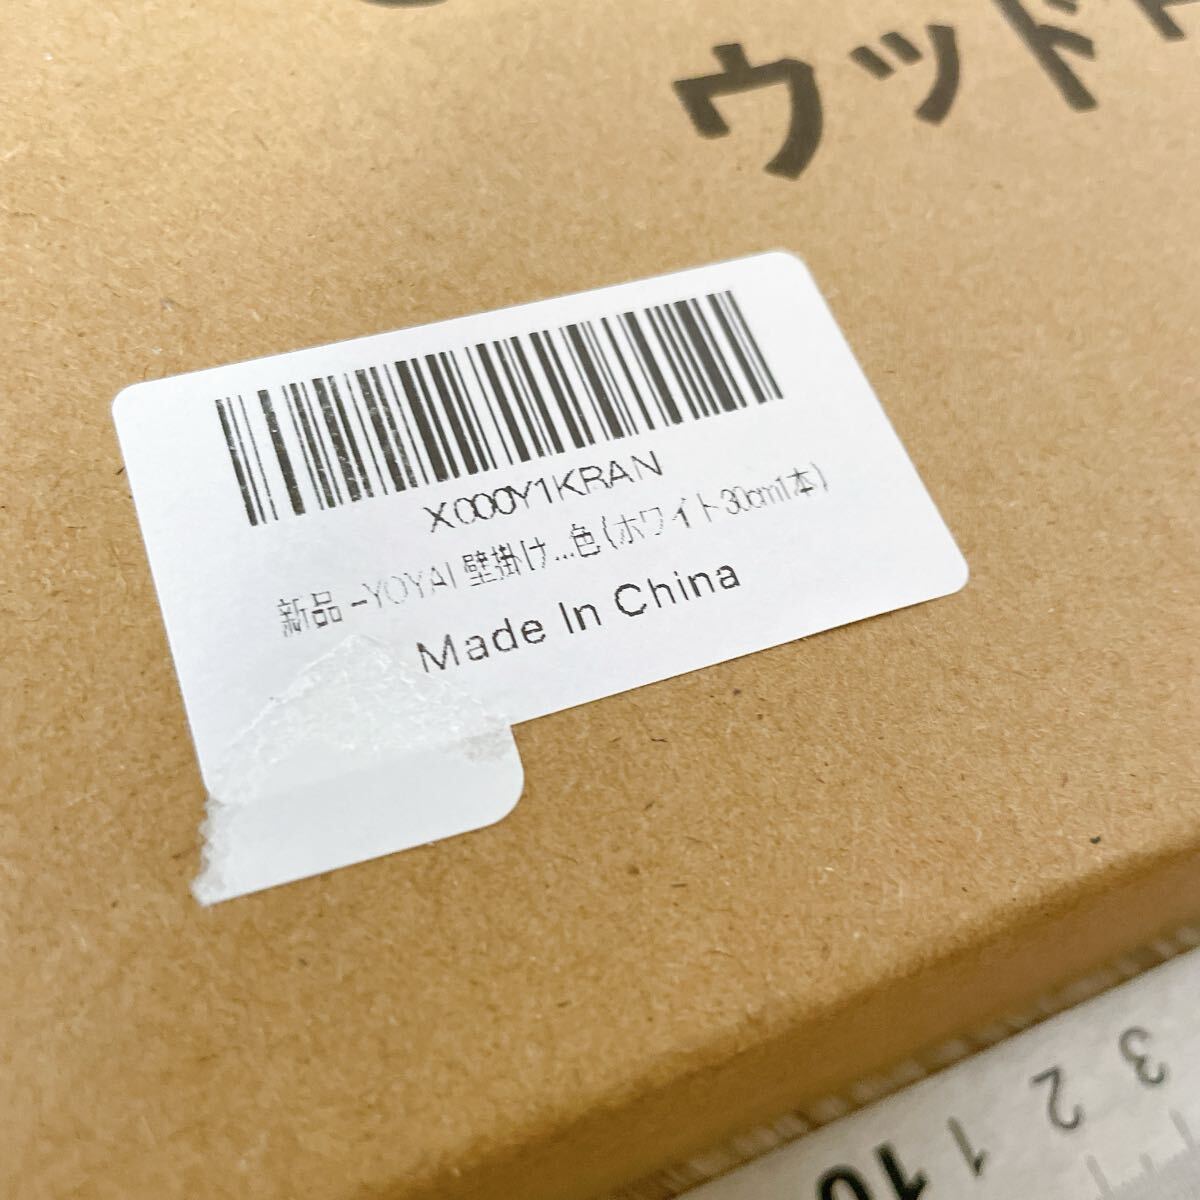 ウッド
X000Y1KRAN
新品 -YOYAI 壁掛け...色 (ホワイト30cm1本)
Made In China
10 1 2 3